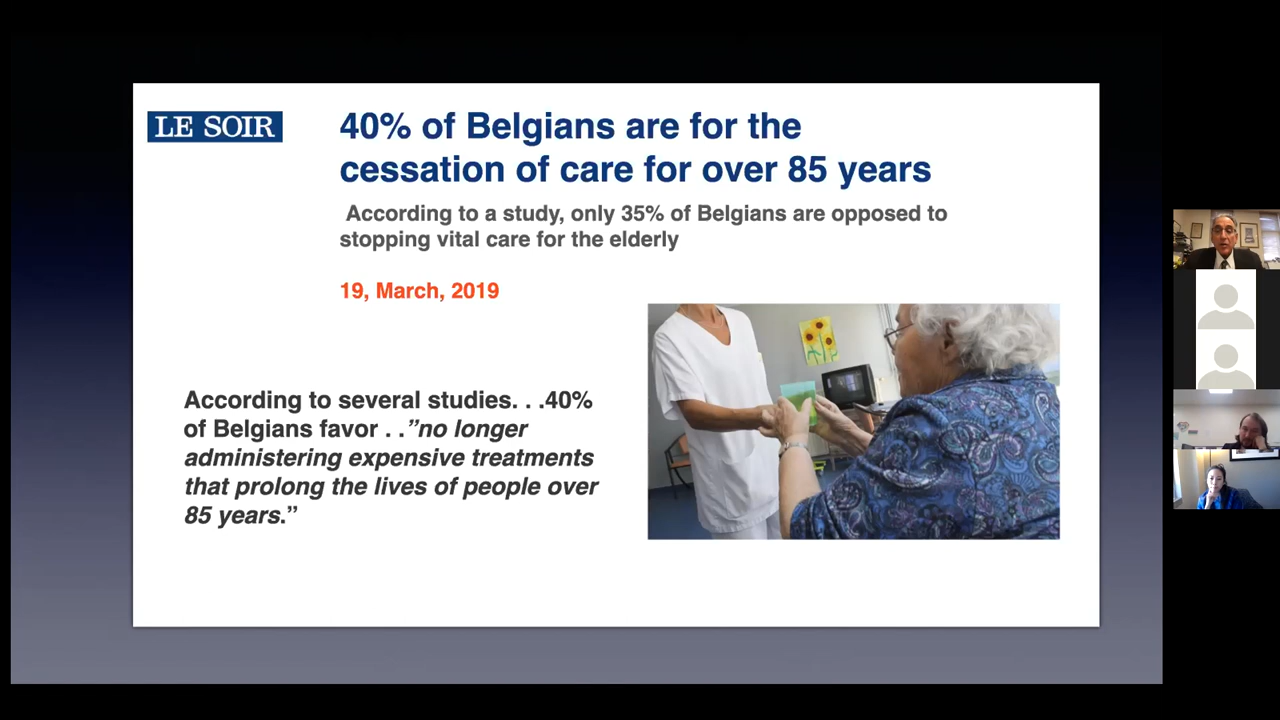 LE SOIR
40% of Belgians are for the
cessation of care for over 85 years
According to a study, only 35% of Belgians are opposed to
stopping vital care for the elderly
19, March, 2019
According to several studies. . .40%
of Belgians favor . .”no longer
administering expensive treatments
that prolong the lives of people over
85 years.”